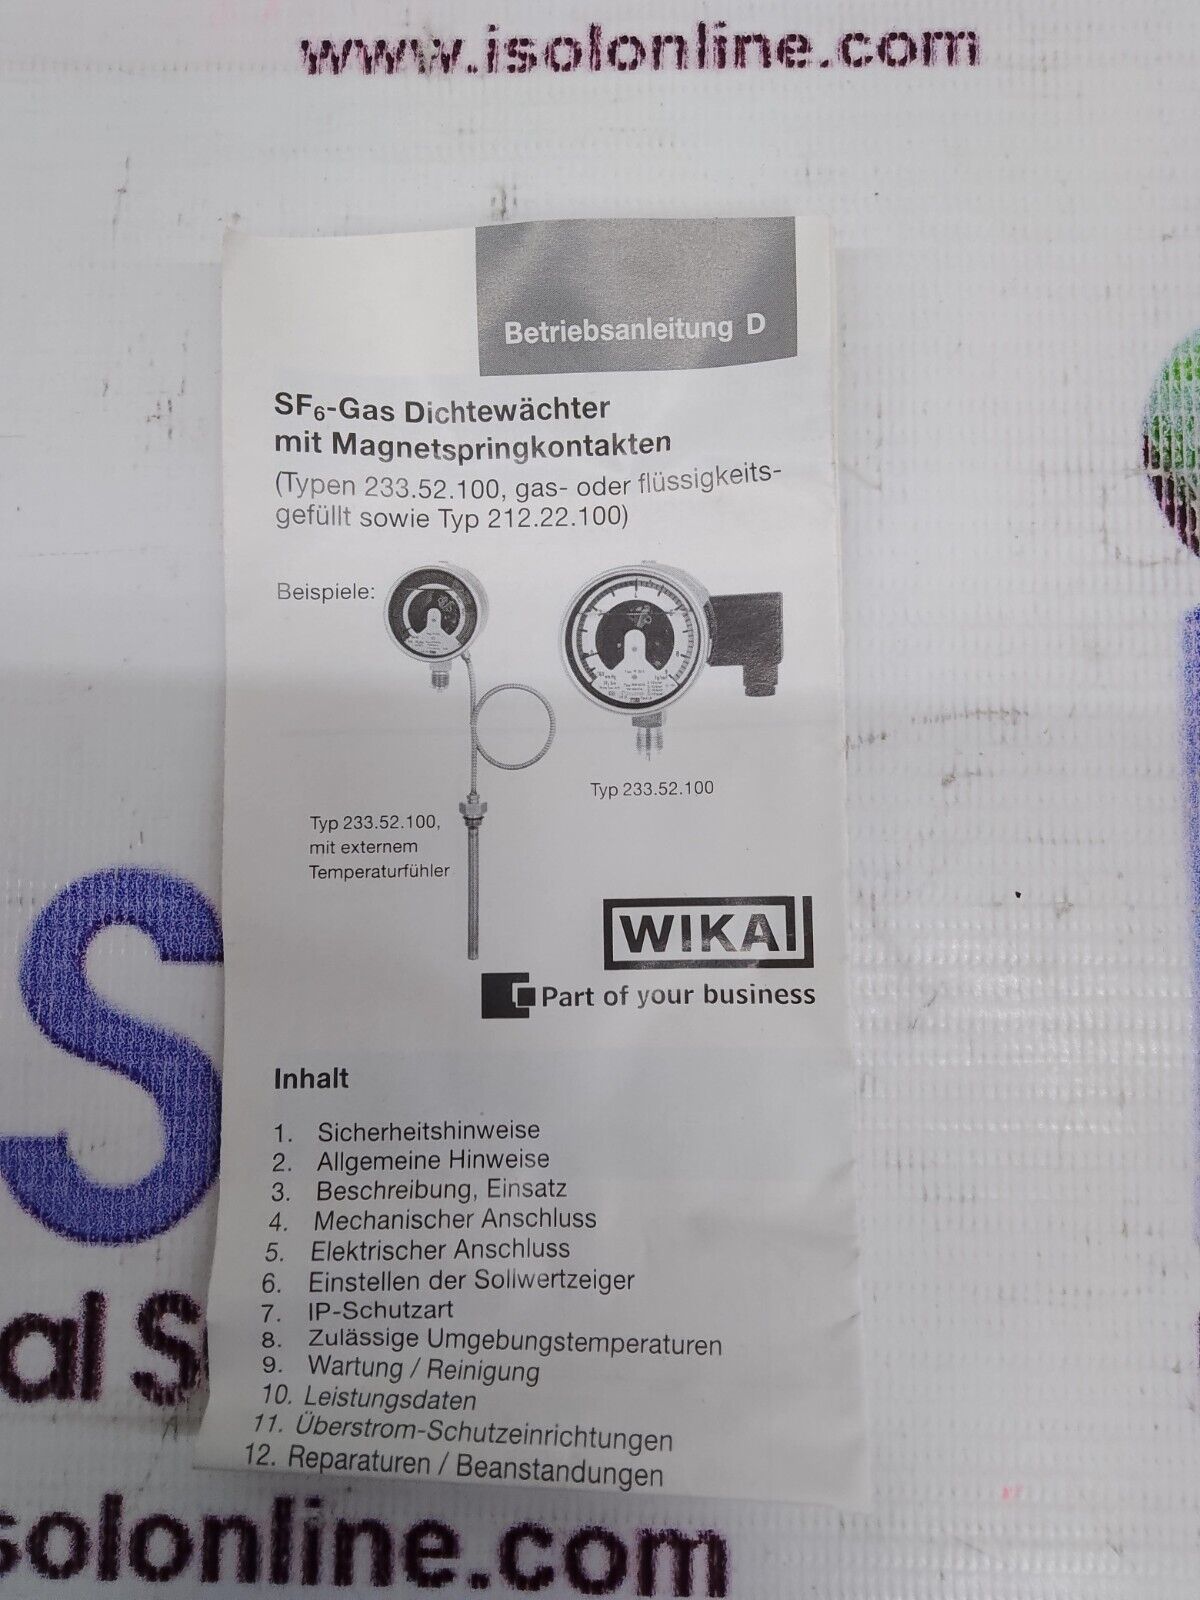 www.isolonline.com
Betriebsanleitung D
SF₆-Gas Dichtewächter
mit Magnetspringkontakten
(Typen 233.52.100, gas- oder flüssigkeits-
gefüllt sowie Typ 212.22.100)
Beispiele:
Typ 233.52.100
Typ 233.52.100,
mit externem
Temperaturfühler
WIKA
Part of your business
Inhalt
1. Sicherheitshinweise
2. Allgemeine Hinweise
3. Beschreibung, Einsatz
4. Mechanischer Anschluss
5. Elektrischer Anschluss
6. Einstellen der Sollwertzeiger
7. IP-Schutzart
8. Zulässige Umgebungstemperaturen
9. Wartung / Reinigung
10. Leistungsdaten
11. Überstrom-Schutzeinrichtungen
12. Reparaturen / Beanstandungen
S
al S
solonline.com